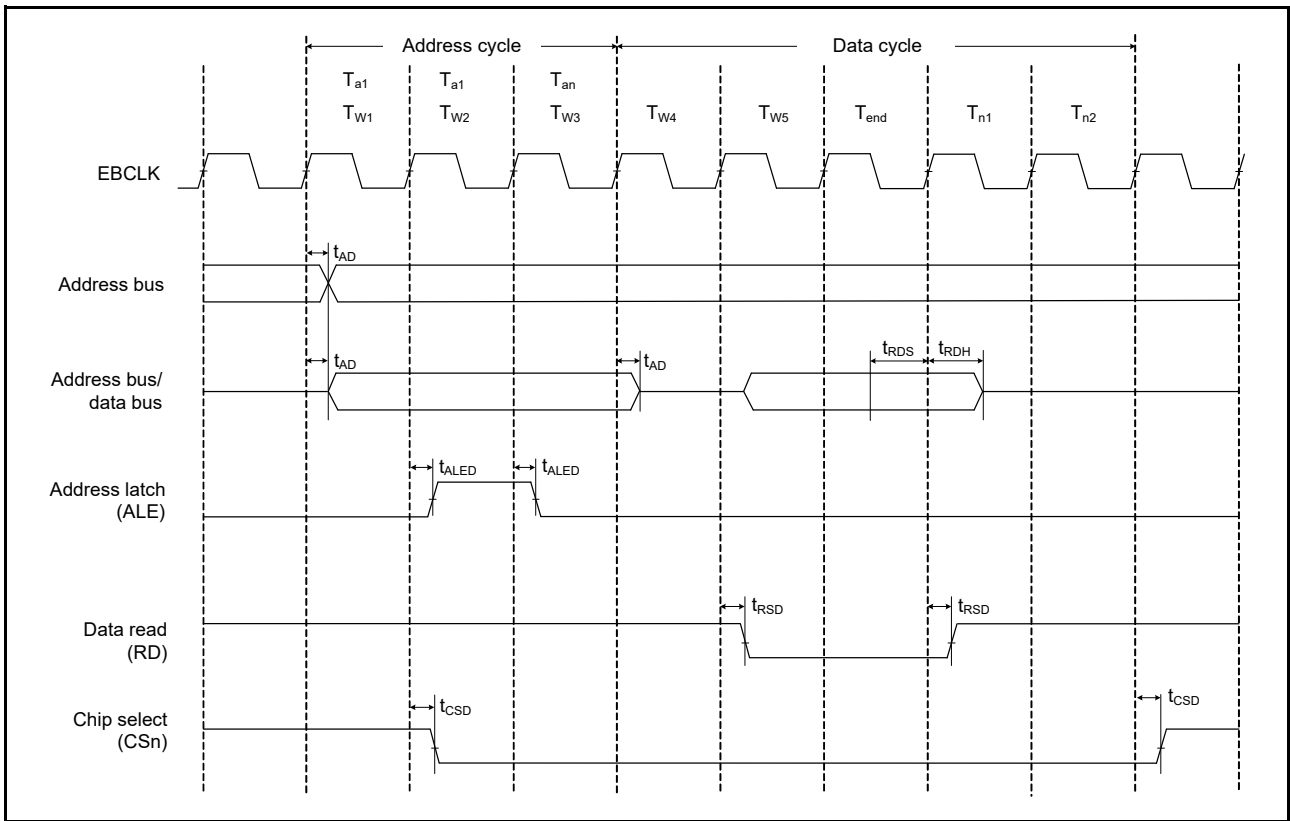 Address cycle Data cycle
Ta1 Ta1 Tan
TW1 TW2 TW3 TW4 TW5 Tend Tn1 Tn2
EBCLK
tAD
Address bus
tRDS tRDH
tAD tAD
Address bus/
data bus
tALED tALED
Address latch
(ALE)
tRSD tRSD
Data read
(RD)
tCSD tCSD
Chip select
(CSn)